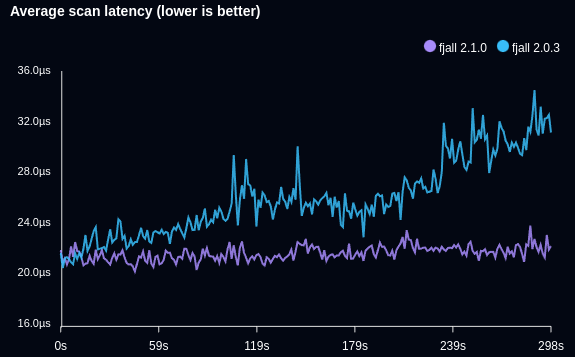 Average scan latency (lower is better)
fjall 2.1.0 fjall 2.0.3
36.0µs
32.0µs
28.0µs
24.0µs
20.0µs
16.0µs
0s 59s 119s 179s 239s 298s